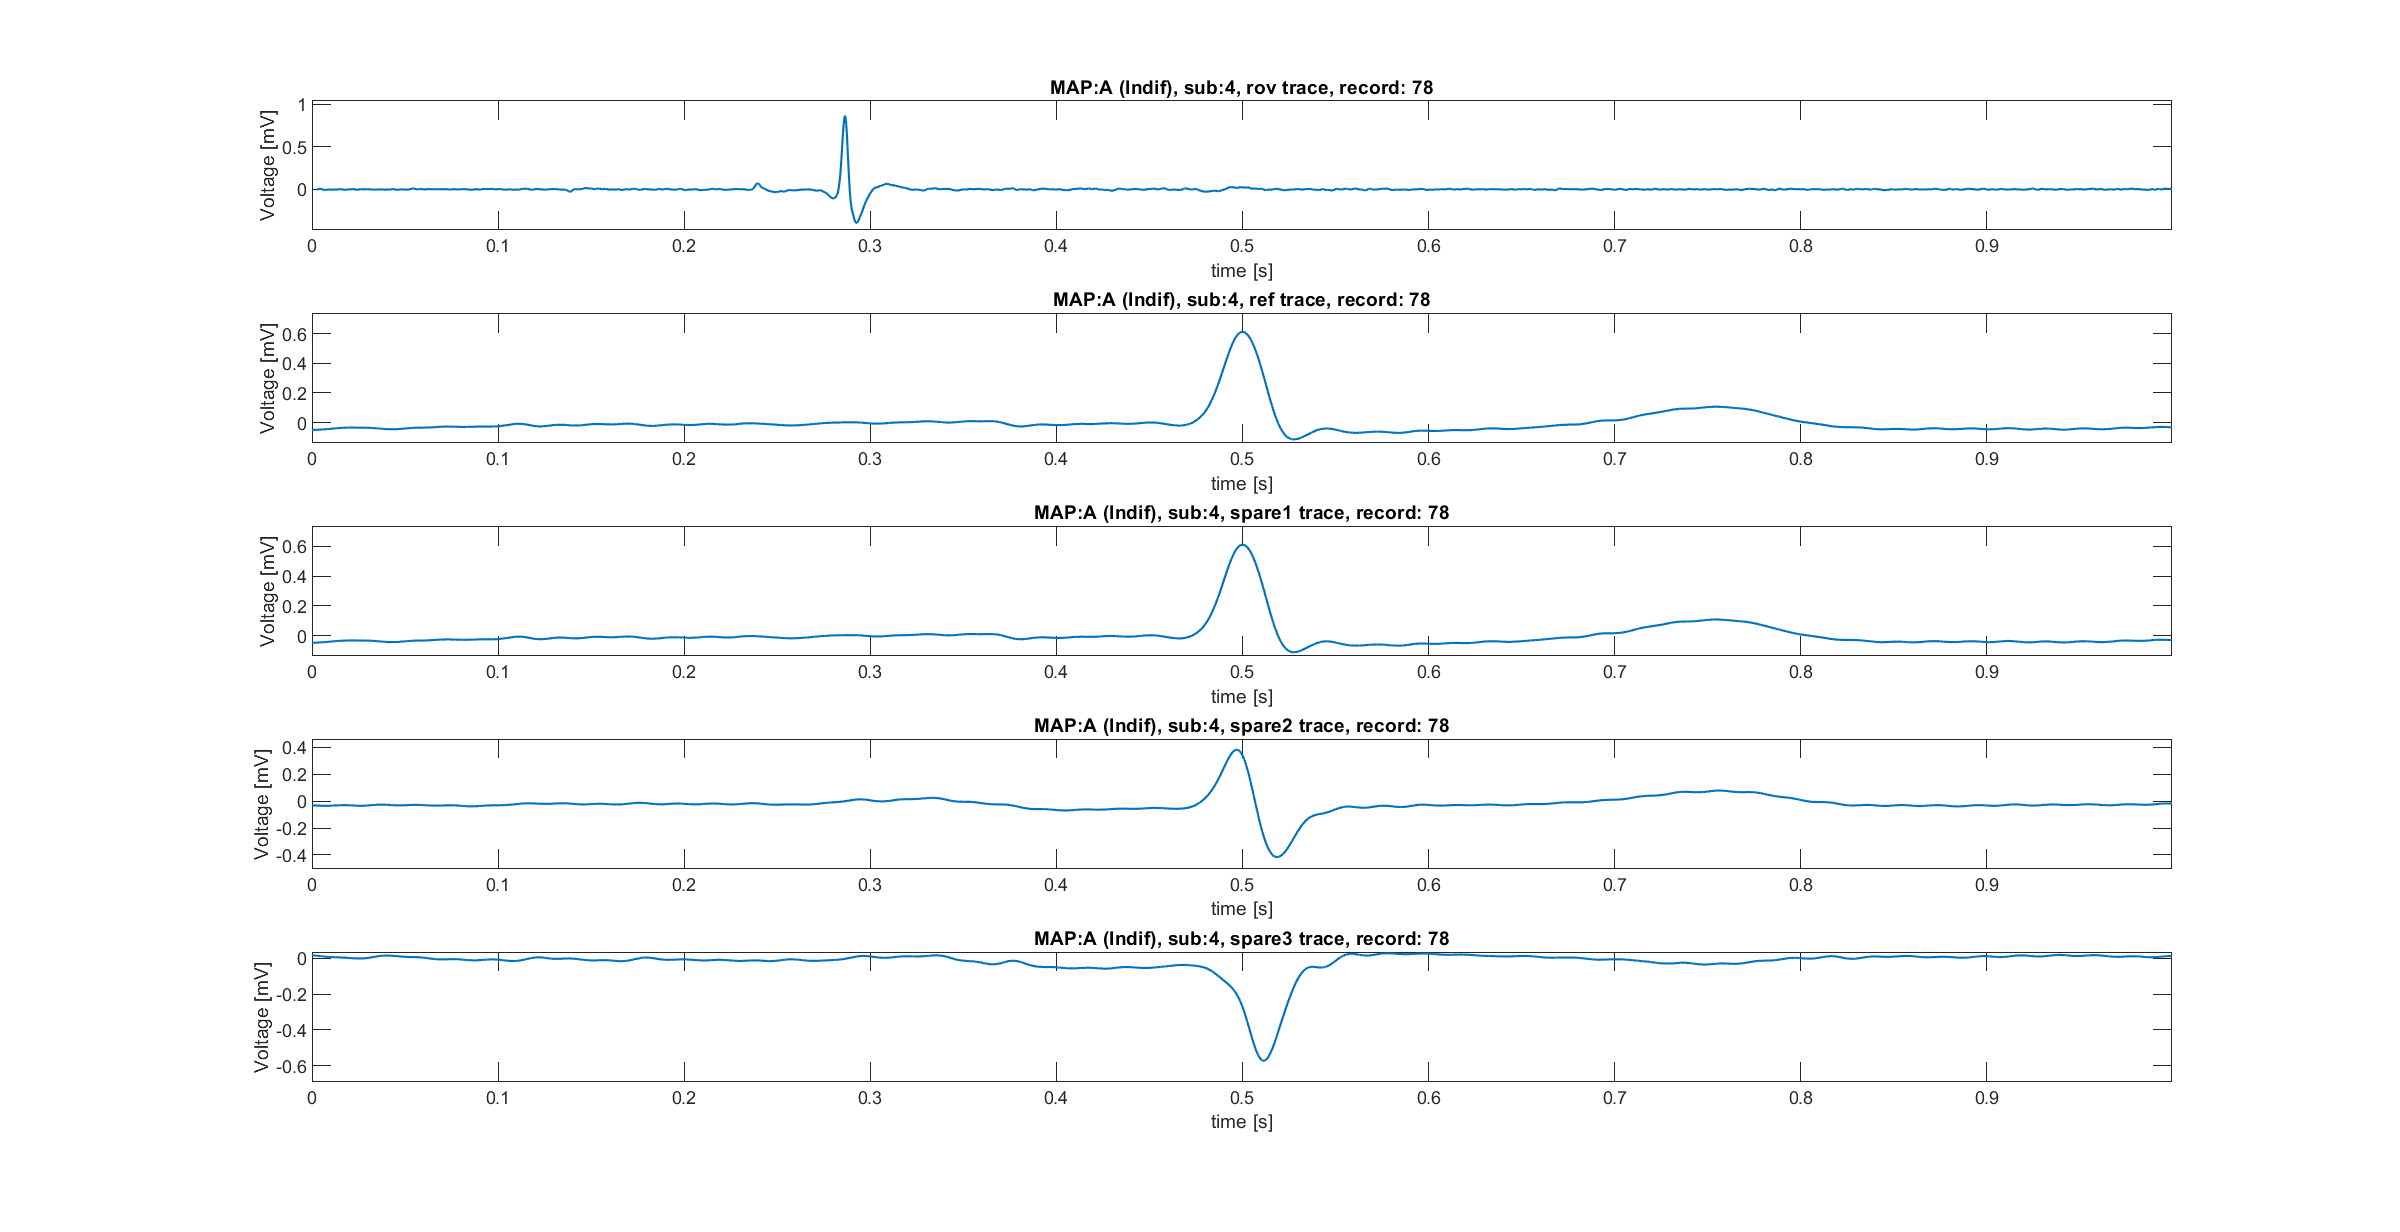 MAP:A (Indif), sub:4, rov trace, record: 78
Voltage [mV]
1
0.5
0
0 0.1 0.2 0.3 0.4 0.5 0.6 0.7 0.8 0.9
time [s]
MAP:A (Indif), sub:4, ref trace, record: 78
Voltage [mV]
0.6
0.4
0.2
0
0 0.1 0.2 0.3 0.4 0.5 0.6 0.7 0.8 0.9
time [s]
MAP:A (Indif), sub:4, spare1 trace, record: 78
Voltage [mV]
0.6
0.4
0.2
0
0 0.1 0.2 0.3 0.4 0.5 0.6 0.7 0.8 0.9
time [s]
MAP:A (Indif), sub:4, spare2 trace, record: 78
Voltage [mV]
0.4
0.2
0
-0.2
-0.4
0 0.1 0.2 0.3 0.4 0.5 0.6 0.7 0.8 0.9
time [s]
MAP:A (Indif), sub:4, spare3 trace, record: 78
Voltage [mV]
0
-0.2
-0.4
-0.6
0 0.1 0.2 0.3 0.4 0.5 0.6 0.7 0.8 0.9
time [s]